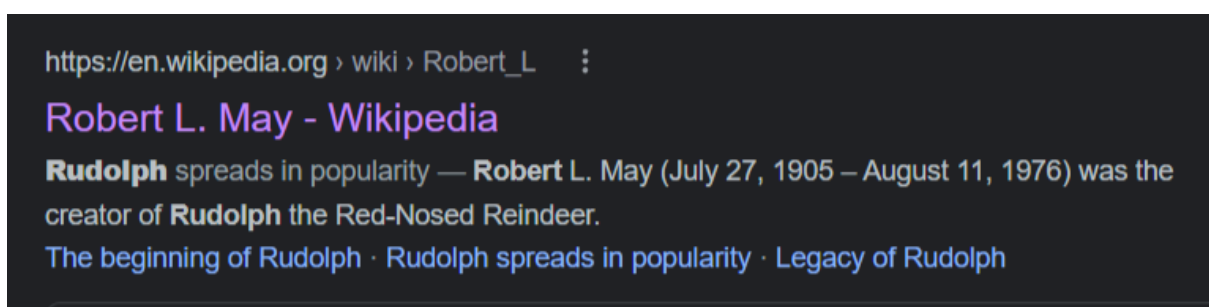 https://en.wikipedia.org › wiki › Robert_L
Robert L. May - Wikipedia
Rudolph spreads in popularity — Robert L. May (July 27, 1905 – August 11, 1976) was the
creator of Rudolph the Red-Nosed Reindeer.
The beginning of Rudolph · Rudolph spreads in popularity · Legacy of Rudolph